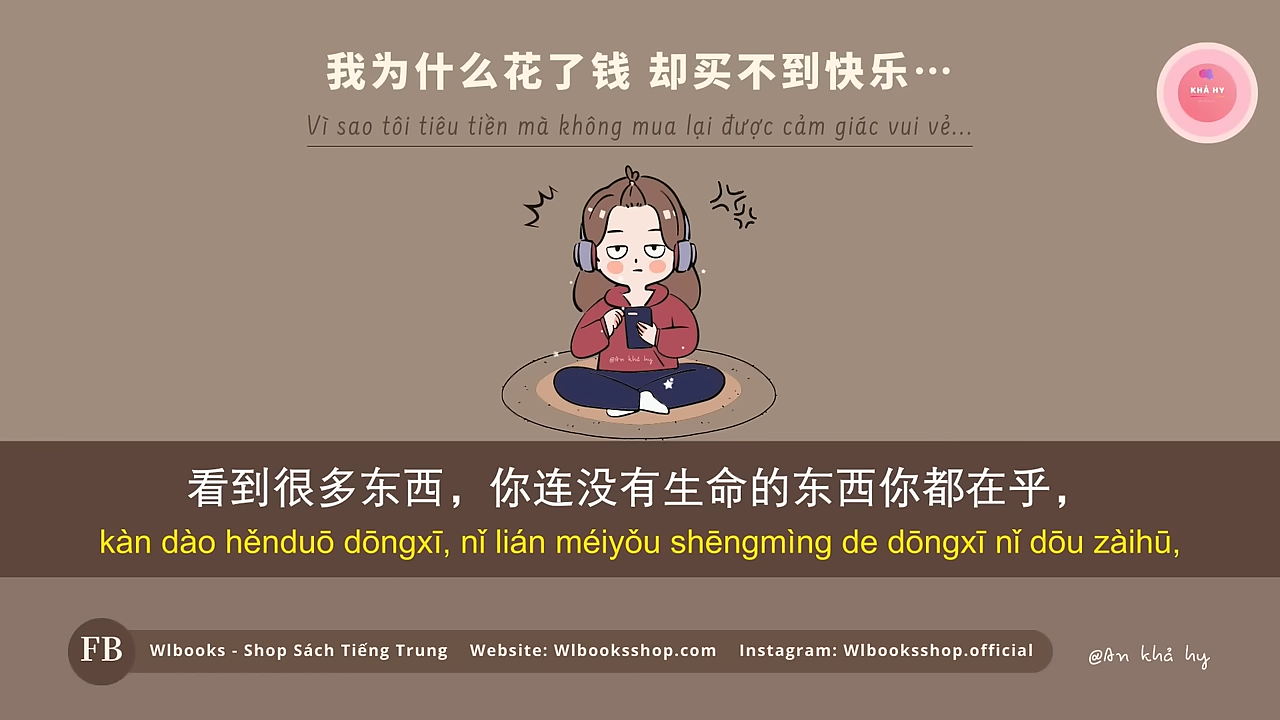 我为什么花了钱 却买不到快乐…
Vì sao tôi tiêu tiền mà không mua lại được cảm giác vui vẻ...
KHẢ HY
@An khả hy
看到很多东西，你连没有生命的东西你都在乎，
kàn dào hěnduō dōngxī, nǐ lián méiyǒu shēngmìng de dōngxī nǐ dōu zàihū,
FB Wlbooks - Shop Sách Tiếng Trung Website: Wlbooksshop.com Instagram: Wlbooksshop.official
@An khả hy